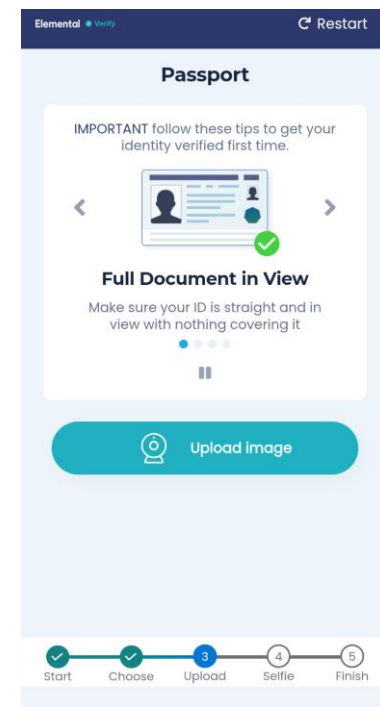 Elemental Verify
Restart
Passport
IMPORTANT follow these tips to get your
identity verified first time.
Full Document in View
Make sure your ID is straight and in
view with nothing covering it
Upload image
3
4
5
Start Choose Upload Selfie Finish